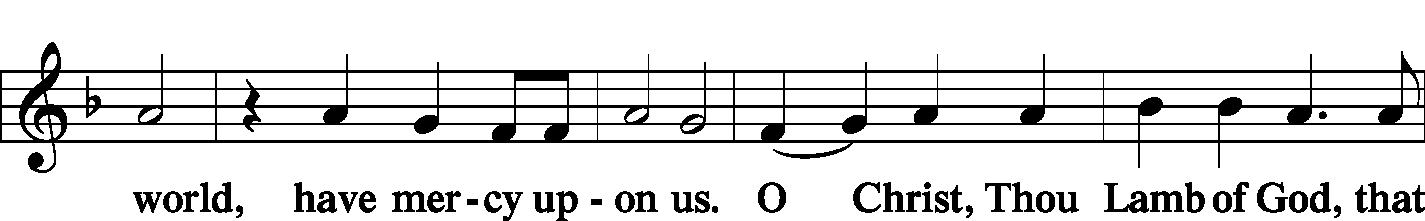 world, have mer-cy up - on us. O Christ, Thou Lamb of God, that